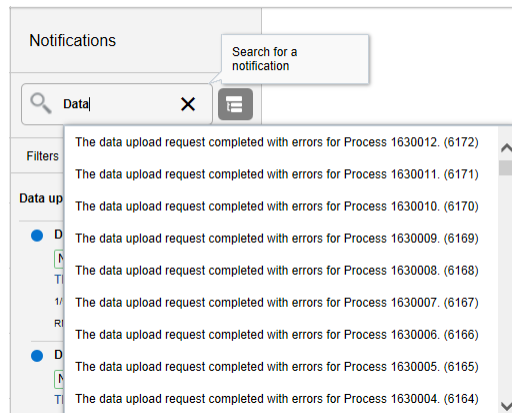 Notifications
Search for a
notification
Data
Filters
The data upload request completed with errors for Process 1630012. (6172)
The data upload request completed with errors for Process 1630011. (6171)
The data upload request completed with errors for Process 1630010. (6170)
Data up
The data upload request completed with errors for Process 1630009. (6169)
D
The data upload request completed with errors for Process 1630008. (6168)
N
The data upload request completed with errors for Process 1630007. (6167)
1/
The data upload request completed with errors for Process 1630006. (6166)
D
The data upload request completed with errors for Process 1630005. (6165)
N
The data upload request completed with errors for Process 1630004. (6164)